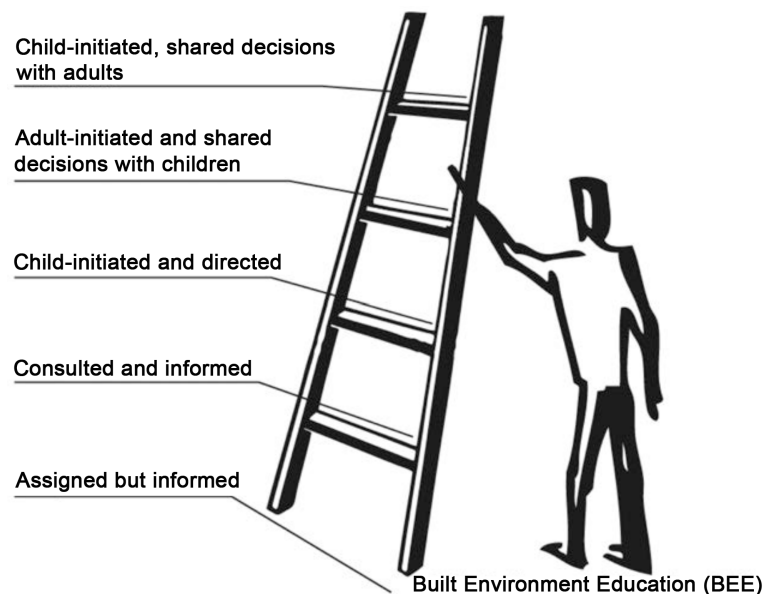 Child-initiated, shared decisions
with adults
Adult-initiated and shared
decisions with children
Child-initiated and directed
Consulted and informed
Assigned but informed
Built Environment Education (BEE)